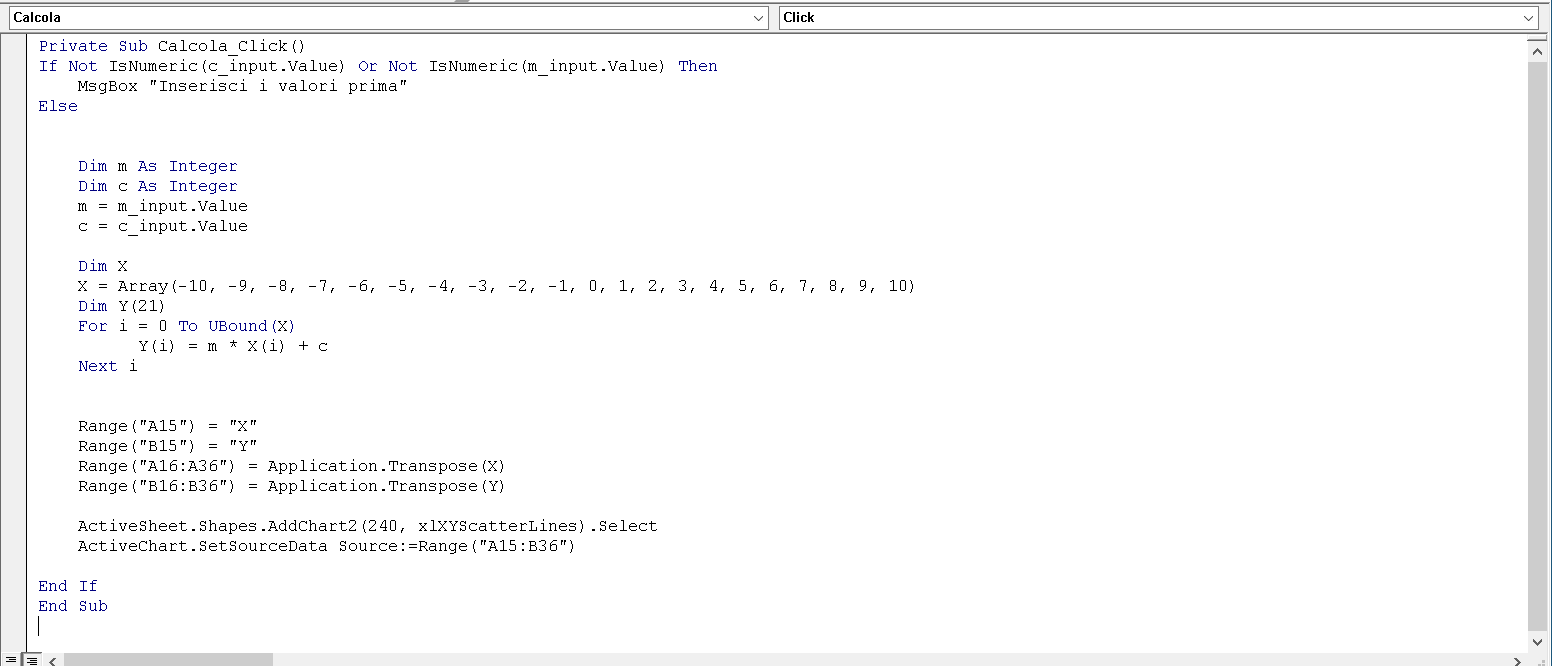 Calcola Click
Private Sub Calcola_Click()
If Not IsNumeric(c_input.Value) Or Not IsNumeric(m_input.Value) Then
    MsgBox "Inserisci i valori prima"
Else
    Dim m As Integer
    Dim c As Integer
    m = m_input.Value
    c = c_input.Value
    Dim X
    X = Array(-10, -9, -8, -7, -6, -5, -4, -3, -2, -1, 0, 1, 2, 3, 4, 5, 6, 7, 8, 9, 10)
    Dim Y(21)
    For i = 0 To UBound(X)
          Y(i) = m * X(i) + c
    Next i
    Range("A15") = "X"
    Range("B15") = "Y"
    Range("A16:A36") = Application.Transpose(X)
    Range("B16:B36") = Application.Transpose(Y)
    ActiveSheet.Shapes.AddChart2(240, xlXYScatterLines).Select
    ActiveChart.SetSourceData Source:=Range("A15:B36")
End If
End Sub